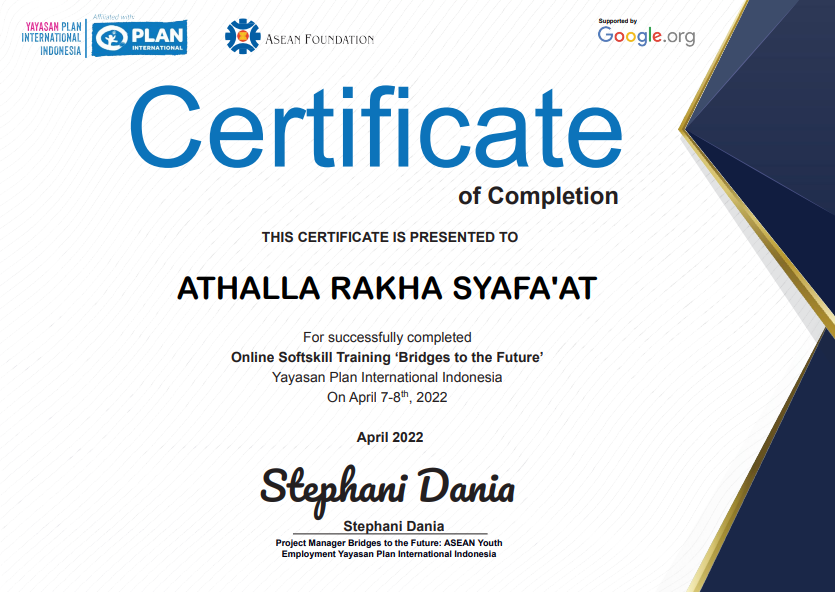 YAYASAN PLAN
INTERNATIONAL
INDONESIA
Affiliated with
PLAN
INTERNATIONAL
ASEAN FOUNDATION
Supported by
Google.org
Certificate
of Completion
THIS CERTIFICATE IS PRESENTED TO
ATHALLA RAKHA SYAFA'AT
For successfully completed
Online Softskill Training ‘Bridges to the Future’
Yayasan Plan International Indonesia
On April 7-8th, 2022
April 2022
Stephani Dania
Stephani Dania
Project Manager Bridges to the Future: ASEAN Youth
Employment Yayasan Plan International Indonesia